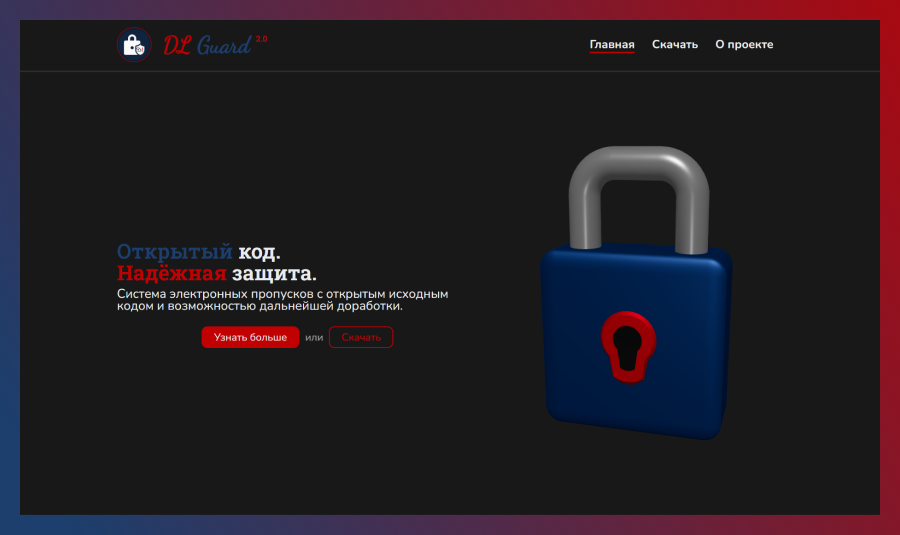 DL Guard 2.0
Главная Скачать О проекте
Открытый код.
Надёжная защита.
Система электронных пропусков с открытым исходным
кодом и возможностью дальнейшей доработки.
Узнать больше или Скачать